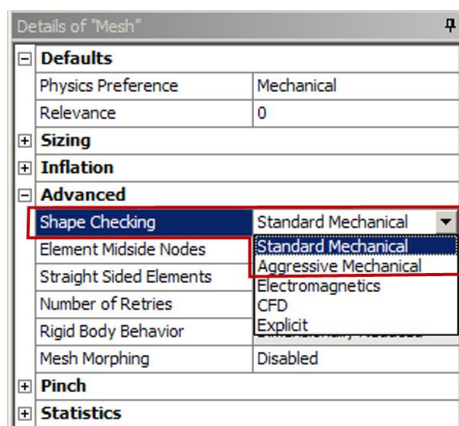 Details of "Mesh"
Defaults
Physics Preference Mechanical
Relevance 0
Sizing
Inflation
Advanced
Shape Checking Standard Mechanical
Element Midside Nodes Standard Mechanical
Aggressive Mechanical
Straight Sided Elements Electromagnetics
Number of Retries CFD
Explicit
Rigid Body Behavior
Mesh Morphing Disabled
Pinch
Statistics